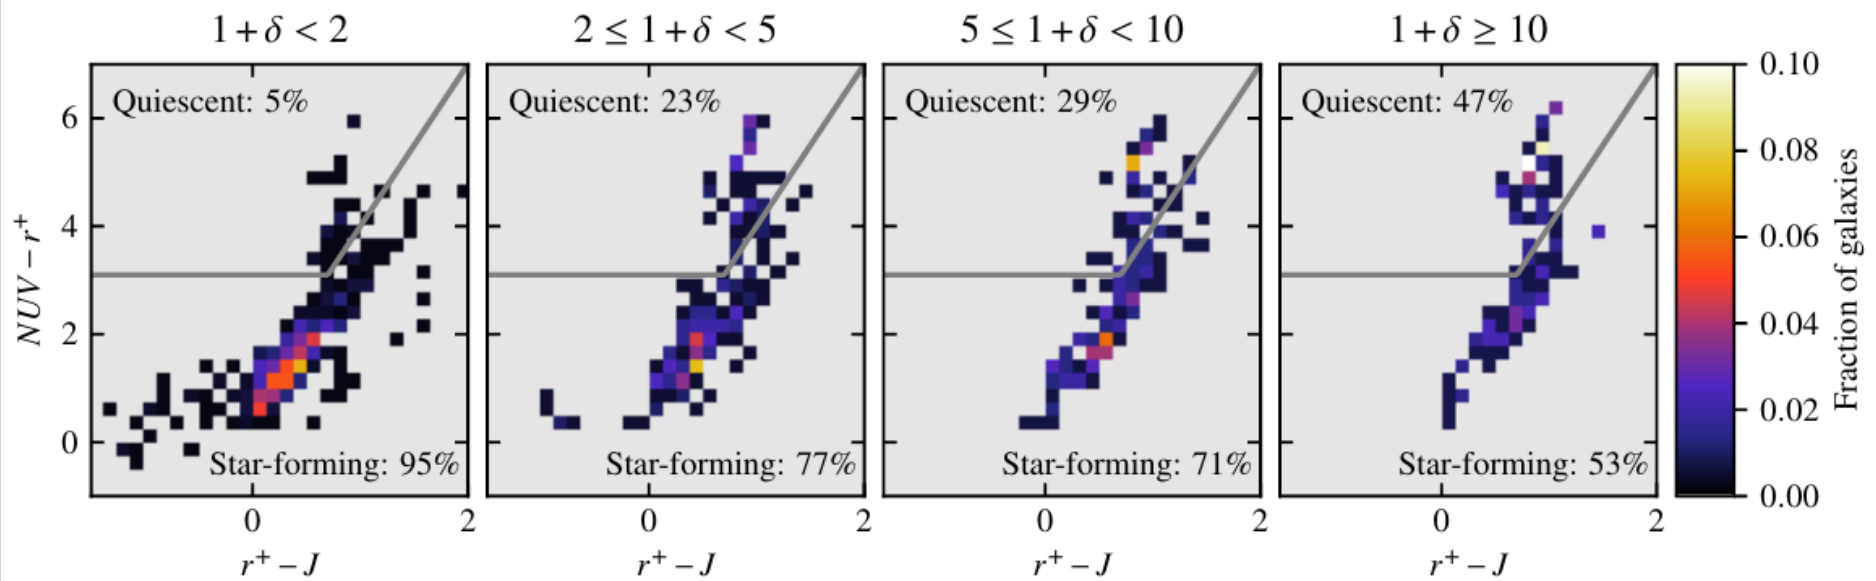 1 + δ < 2
2 ≤ 1 + δ < 5
5 ≤ 1 + δ < 10
1 + δ ≥ 10
Quiescent: 5%
Quiescent: 23%
Quiescent: 29%
Quiescent: 47%
Star-forming: 95%
Star-forming: 77%
Star-forming: 71%
Star-forming: 53%
NUV − r⁺
6
4
2
0
0 2
0 2
0 2
0 2
r⁺ − J
r⁺ − J
r⁺ − J
r⁺ − J
0.10
0.08
0.06
0.04
0.02
0.00
Fraction of galaxies